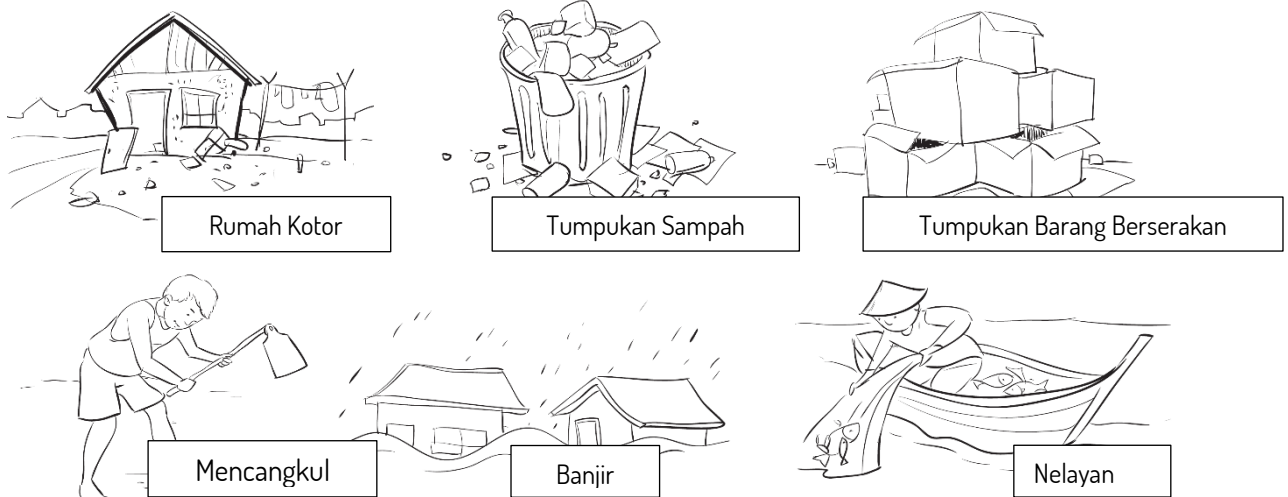 Rumah Kotor
Tumpukan Sampah
Tumpukan Barang Berserakan
Mencangkul
Banjir
Nelayan